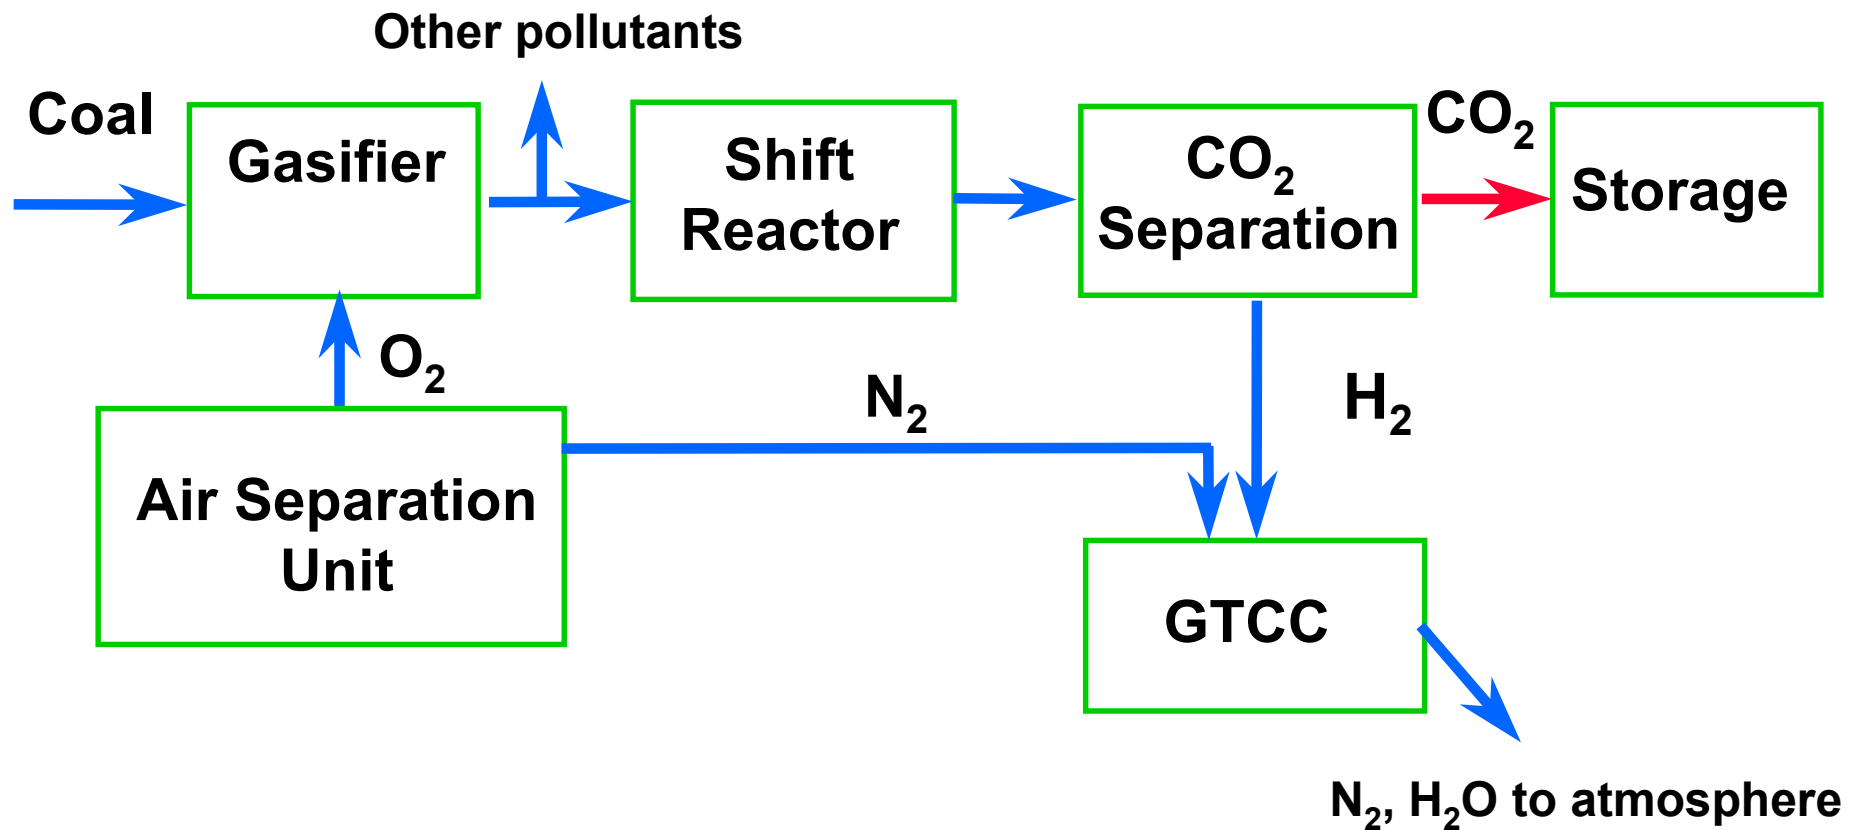 Other pollutants
Coal
Gasifier
Shift
Reactor
CO₂
Separation
CO₂
Storage
O₂
N₂
H₂
Air Separation
Unit
GTCC
N₂, H₂O to atmosphere